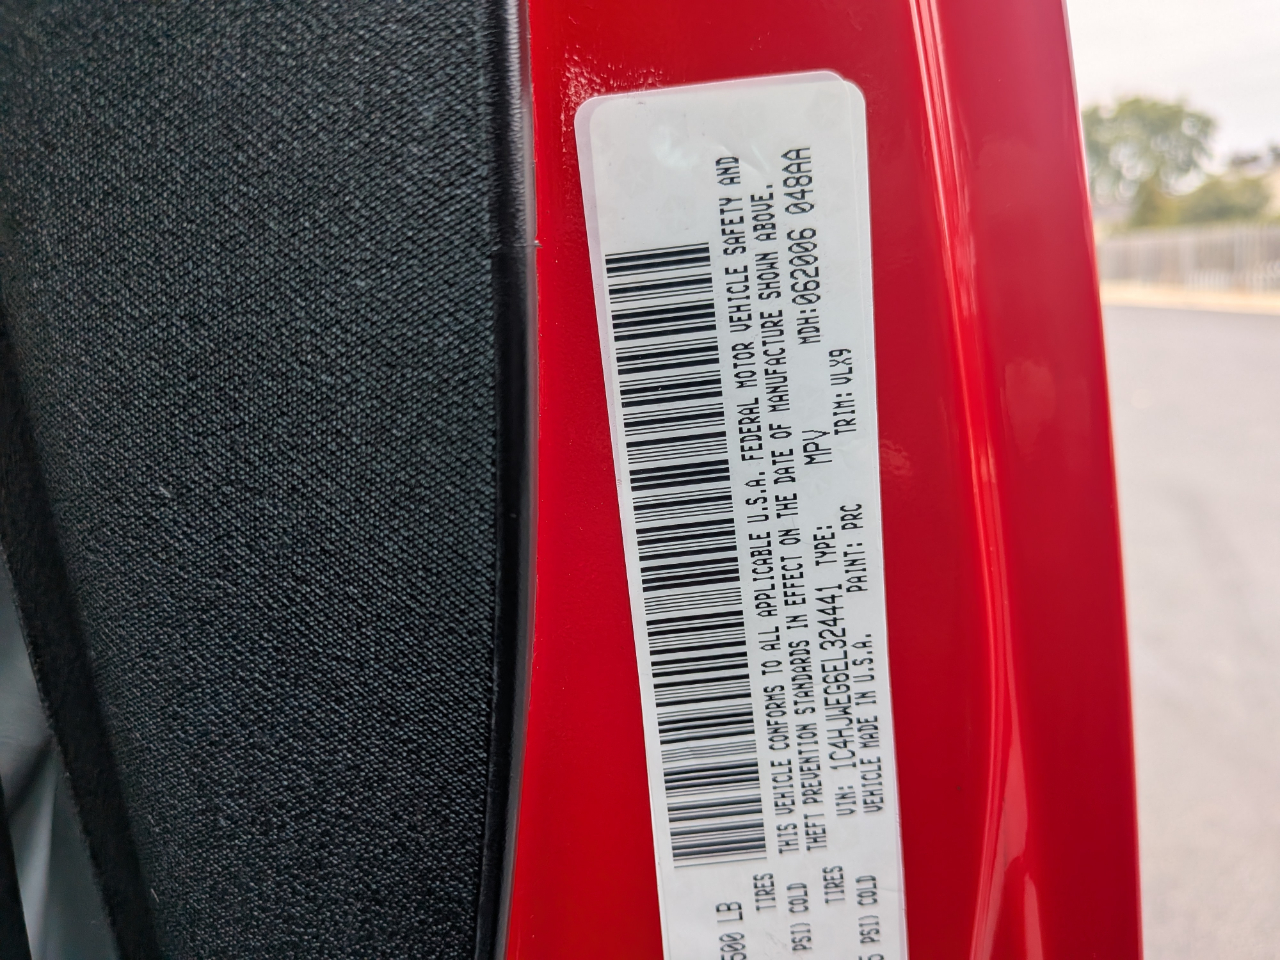 500 LB
TIRES
THIS VEHICLE CONFORMS TO ALL APPLICABLE U.S.A. FEDERAL MOTOR VEHICLE SAFETY AND
PSI) COLD
THEFT PREVENTION STANDARDS IN EFFECT ON THE DATE OF MANUFACTURE SHOWN ABOVE.
TIRES
VIN: 1C4HJWEG6EL324441 TYPE: MPV MDH:062006 048AA
5 PSI) COLD
VEHICLE MADE IN U.S.A. PAINT: PRC TRIM: VLX9